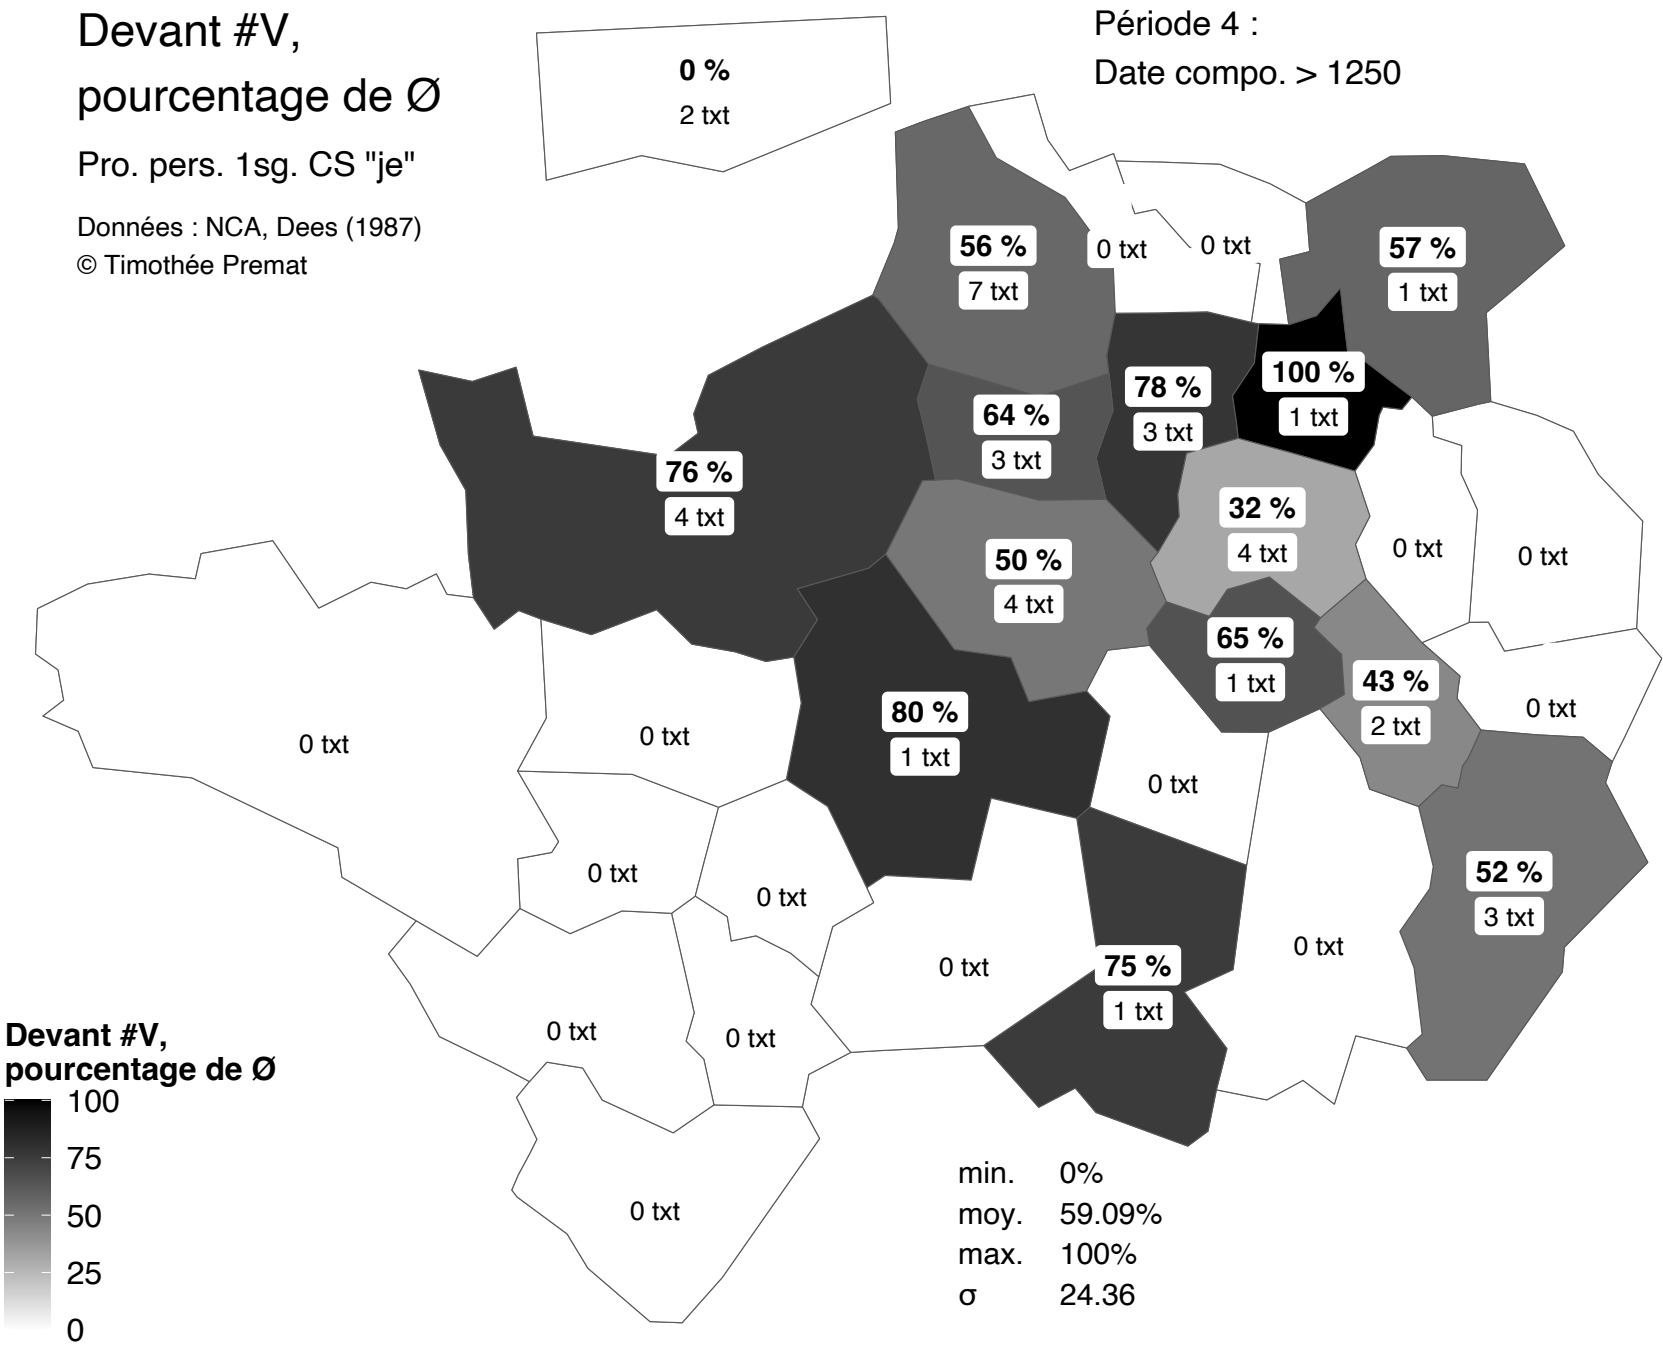 Devant #V,
pourcentage de Ø
Pro. pers. 1sg. CS "je"
Données : NCA, Dees (1987)
© Timothée Premat
Période 4 :
Date compo. > 1250
0 %
2 txt
56 %
7 txt
0 txt
0 txt
57 %
1 txt
100 %
1 txt
78 %
3 txt
64 %
3 txt
76 %
4 txt
32 %
4 txt
50 %
4 txt
0 txt
0 txt
65 %
1 txt
43 %
2 txt
0 txt
80 %
1 txt
0 txt
0 txt
0 txt
52 %
3 txt
0 txt
0 txt
0 txt
0 txt
75 %
1 txt
0 txt
0 txt
0 txt
Devant #V,
pourcentage de Ø
100
75
50
25
0
min. 0%
moy. 59.09%
max. 100%
σ 24.36
0 txt